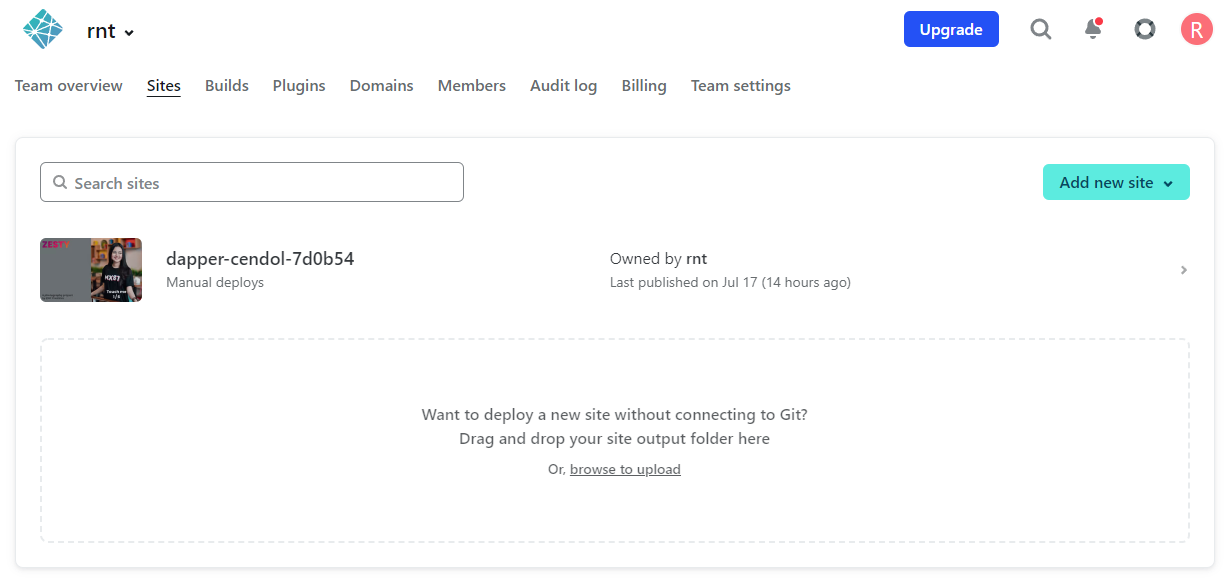 rnt
Upgrade
R
Team overview
Sites
Builds
Plugins
Domains
Members
Audit log
Billing
Team settings
Search sites
Add new site
dapper-cendol-7d0b54
Manual deploys
Owned by rnt
Last published on Jul 17 (14 hours ago)
Want to deploy a new site without connecting to Git?
Drag and drop your site output folder here
Or, browse to upload